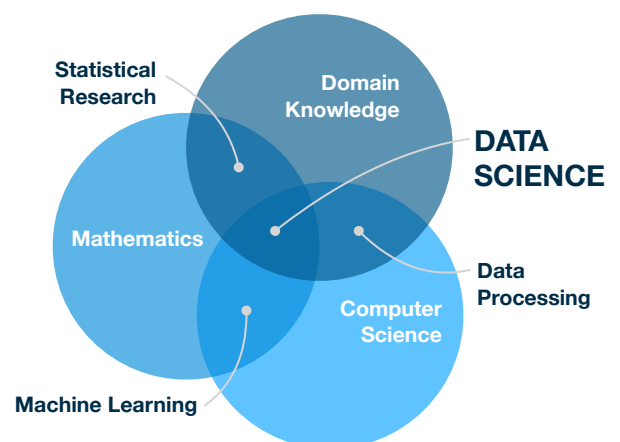 Statistical
Research
Domain
Knowledge
DATA
SCIENCE
Mathematics
Data
Processing
Computer
Science
Machine Learning